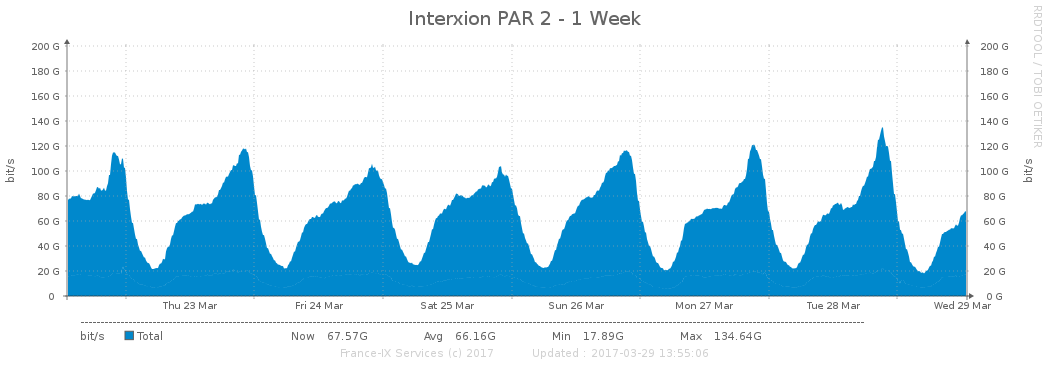 Interxion PAR 2 - 1 Week
RRDTOOL / TOBI OETIKER
bit/s
200 G
180 G
160 G
140 G
120 G
100 G
80 G
60 G
40 G
20 G
0
200 G
180 G
160 G
140 G
120 G
100 G
80 G
60 G
40 G
20 G
0 G
bit/s
Thu 23 Mar Fri 24 Mar Sat 25 Mar Sun 26 Mar Mon 27 Mar Tue 28 Mar Wed 29 Mar
bit/s Total Now 67.57G Avg 66.16G Min 17.89G Max 134.64G
France-IX Services (c) 2017 Updated : 2017-03-29 13:55:06